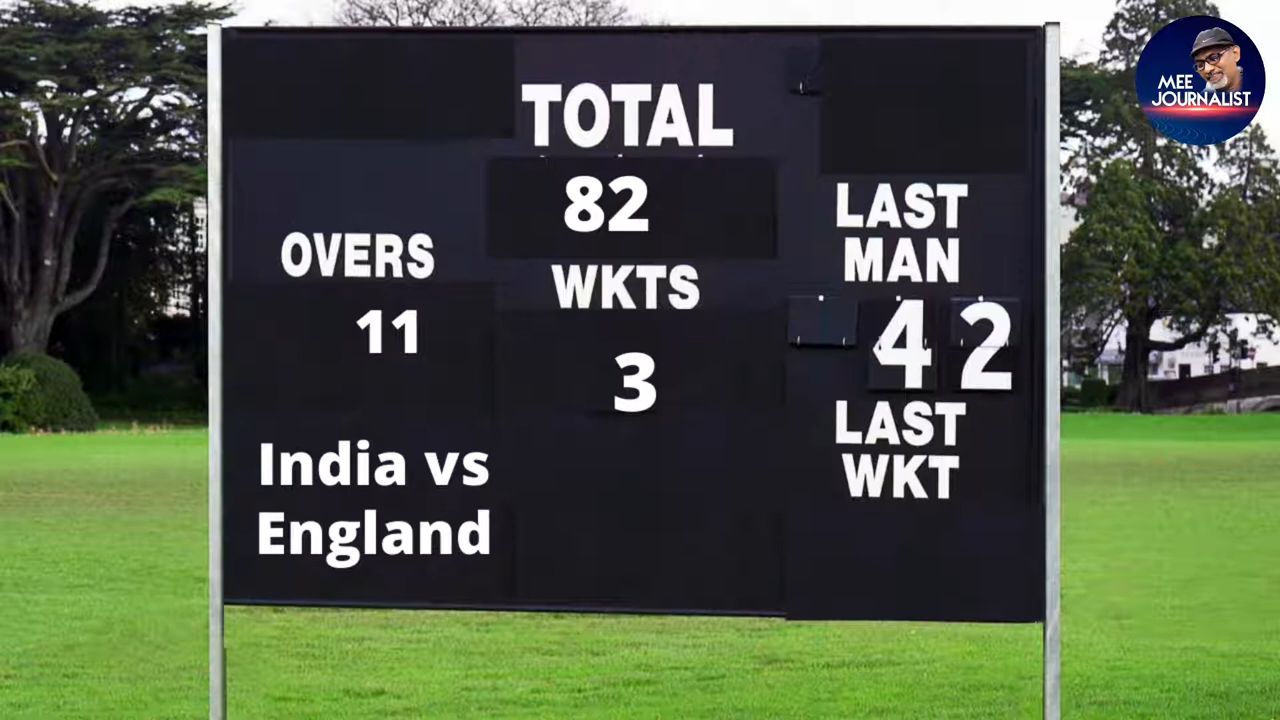 TOTAL
82
OVERS
11
WKTS
3
LAST
MAN
42
LAST
WKT
India vs
England
MEE
JOURNALIST